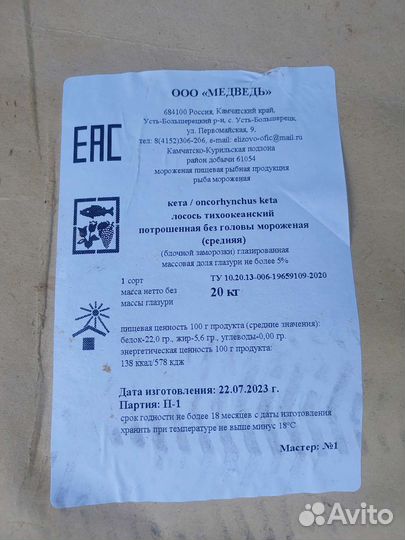 ООО «МЕДВЕДЬ»
684100 Россия, Камчатский край,
Усть-Большерецкий р-н, с. Усть-Большерецк,
ул. Первомайская, 9,
тел: 8(4152)306-206, e-mail: elizovo-ofic@mail.ru
Камчатско-Курильская подзона
район добычи 61054
мороженая пищевая рыбная продукция
рыба мороженая
EAC
кета / oncorhynchus keta
лосось тихоокеанский
потрошенная без головы мороженая
(средняя)
(блочной заморозки) глазированная
массовая доля глазури не более 5%
1 сорт ТУ 10.20.13-006-19659109-2020
масса нетто без
массы глазури 20 кг
пищевая ценность 100 г продукта (средние значения):
белок-22,0 гр., жир-5,6 гр., углеводы-0,00 гр.
энергетическая ценность 100 г продукта:
138 ккал/578 кдж
Дата изготовления: 22.07.2023 г.
Партия: П-1
срок годности не более 18 месяцев с даты изготовления
хранить при температуре не выше минус 18°С
Мастер: №1
Avito